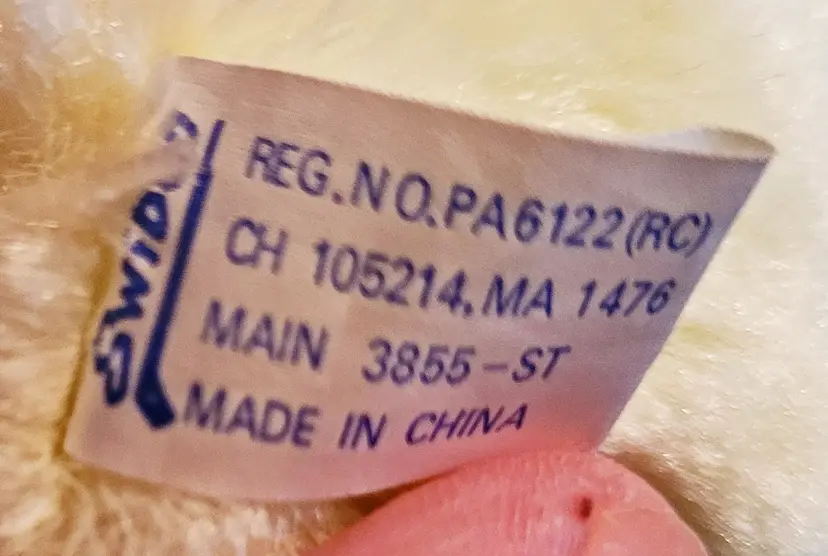 REG.NO.PA6122(RC)
CH 105214, MA 1476
MAIN 3855-ST
MADE IN CHINA